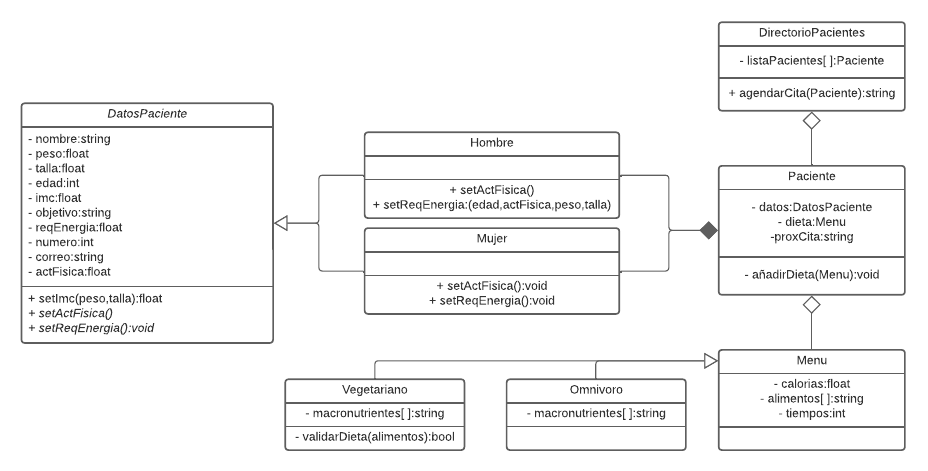 DirectorioPacientes
- listaPacientes[ ]:Paciente
+ agendarCita(Paciente):string
DatosPaciente
- nombre:string
- peso:float
- talla:float
- edad:int
- imc:float
- objetivo:string
- reqEnergia:float
- numero:int
- correo:string
- actFisica:float
+ setImc(peso,talla):float
+ setActFisica()
+ setReqEnergia():void
Hombre
+ setActFisica()
+ setReqEnergia:(edad,actFisica,peso,talla)
Mujer
+ setActFisica():void
+ setReqEnergia():void
Paciente
- datos:DatosPaciente
- dieta:Menu
-proxCita:string
- añadirDieta(Menu):void
Menu
- calorias:float
- alimentos[ ]:string
- tiempos:int
Vegetariano
- macronutrientes[ ]:string
- validarDieta(alimentos):bool
Omnivoro
- macronutrientes[ ]:string